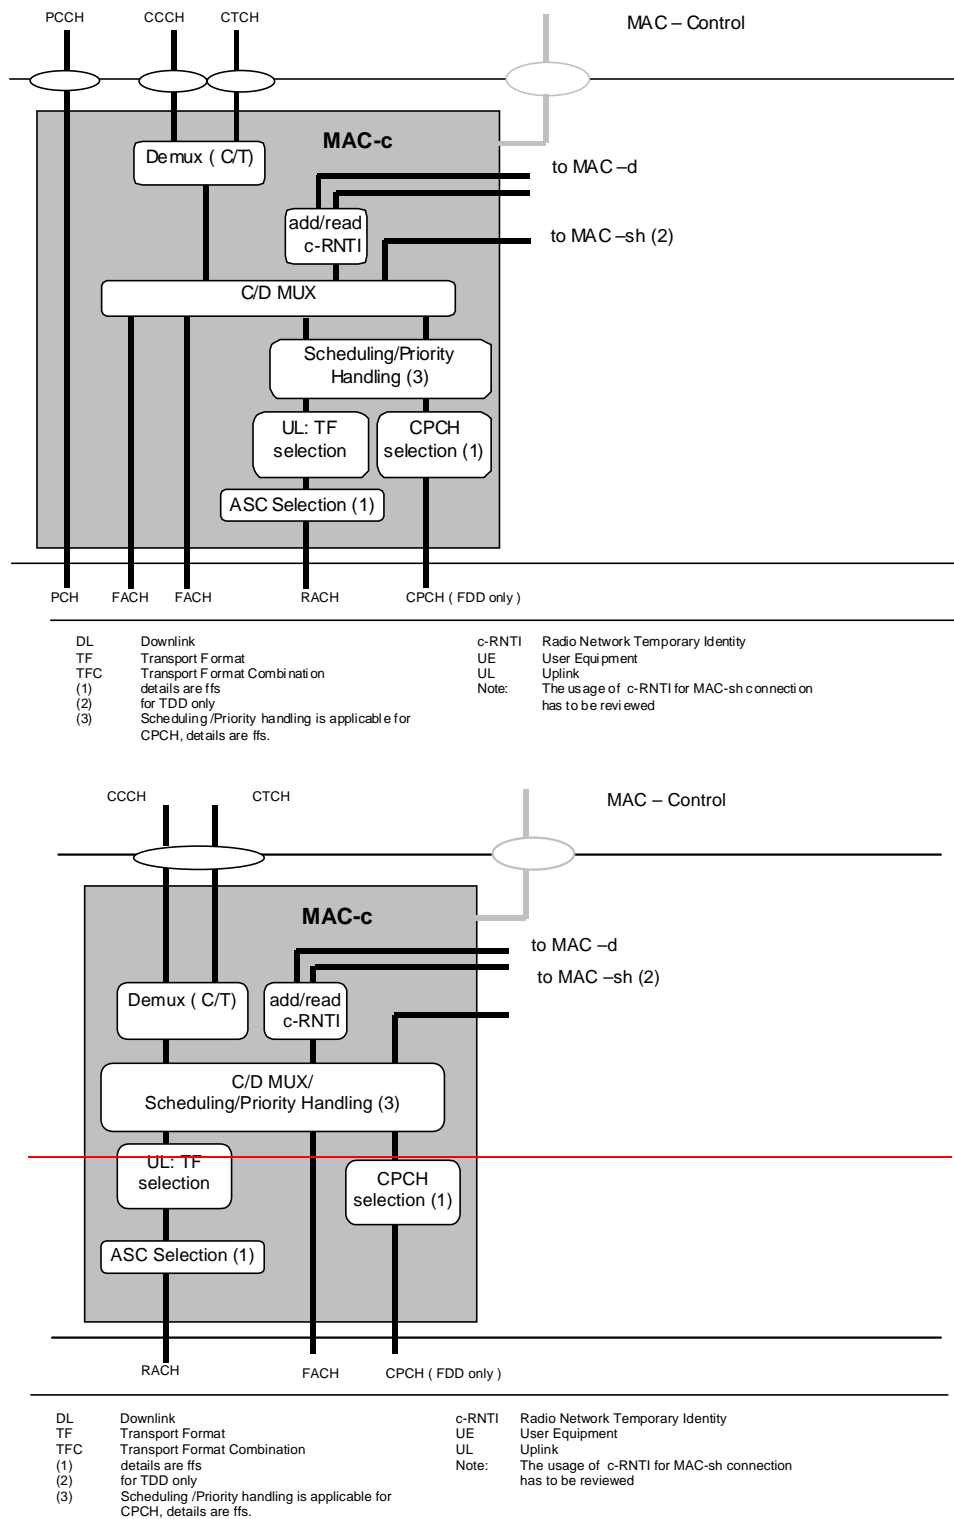 PCCH CCCH CTCH MAC – Control
MAC-c
Demux ( C/T)
to MAC –d
add/read
c-RNTI
to MAC –sh (2)
C/D MUX
Scheduling/Priority
Handling (3)
UL: TF
selection
CPCH
selection (1)
ASC Selection (1)
PCH FACH FACH RACH CPCH ( FDD only )
DL Downlink
TF Transport Format
TFC Transport Format Combination
(1) details are ffs
(2) for TDD only
(3) Scheduling /Priority handling is applicable for
CPCH, details are ffs.
c-RNTI Radio Network Temporary Identity
UE User Equipment
UL Uplink
Note: The usage of c-RNTI for MAC-sh connection
has to be reviewed
CCCH CTCH MAC – Control
MAC-c
to MAC –d
to MAC –sh (2)
Demux ( C/T)
add/read
c-RNTI
C/D MUX/
Scheduling/Priority Handling (3)
UL: TF
selection
CPCH
selection (1)
ASC Selection (1)
RACH FACH CPCH ( FDD only )
DL Downlink
TF Transport Format
TFC Transport Format Combination
(1) details are ffs
(2) for TDD only
(3) Scheduling /Priority handling is applicable for
CPCH, details are ffs.
c-RNTI Radio Network Temporary Identity
UE User Equipment
UL Uplink
Note: The usage of c-RNTI for MAC-sh connection
has to be reviewed